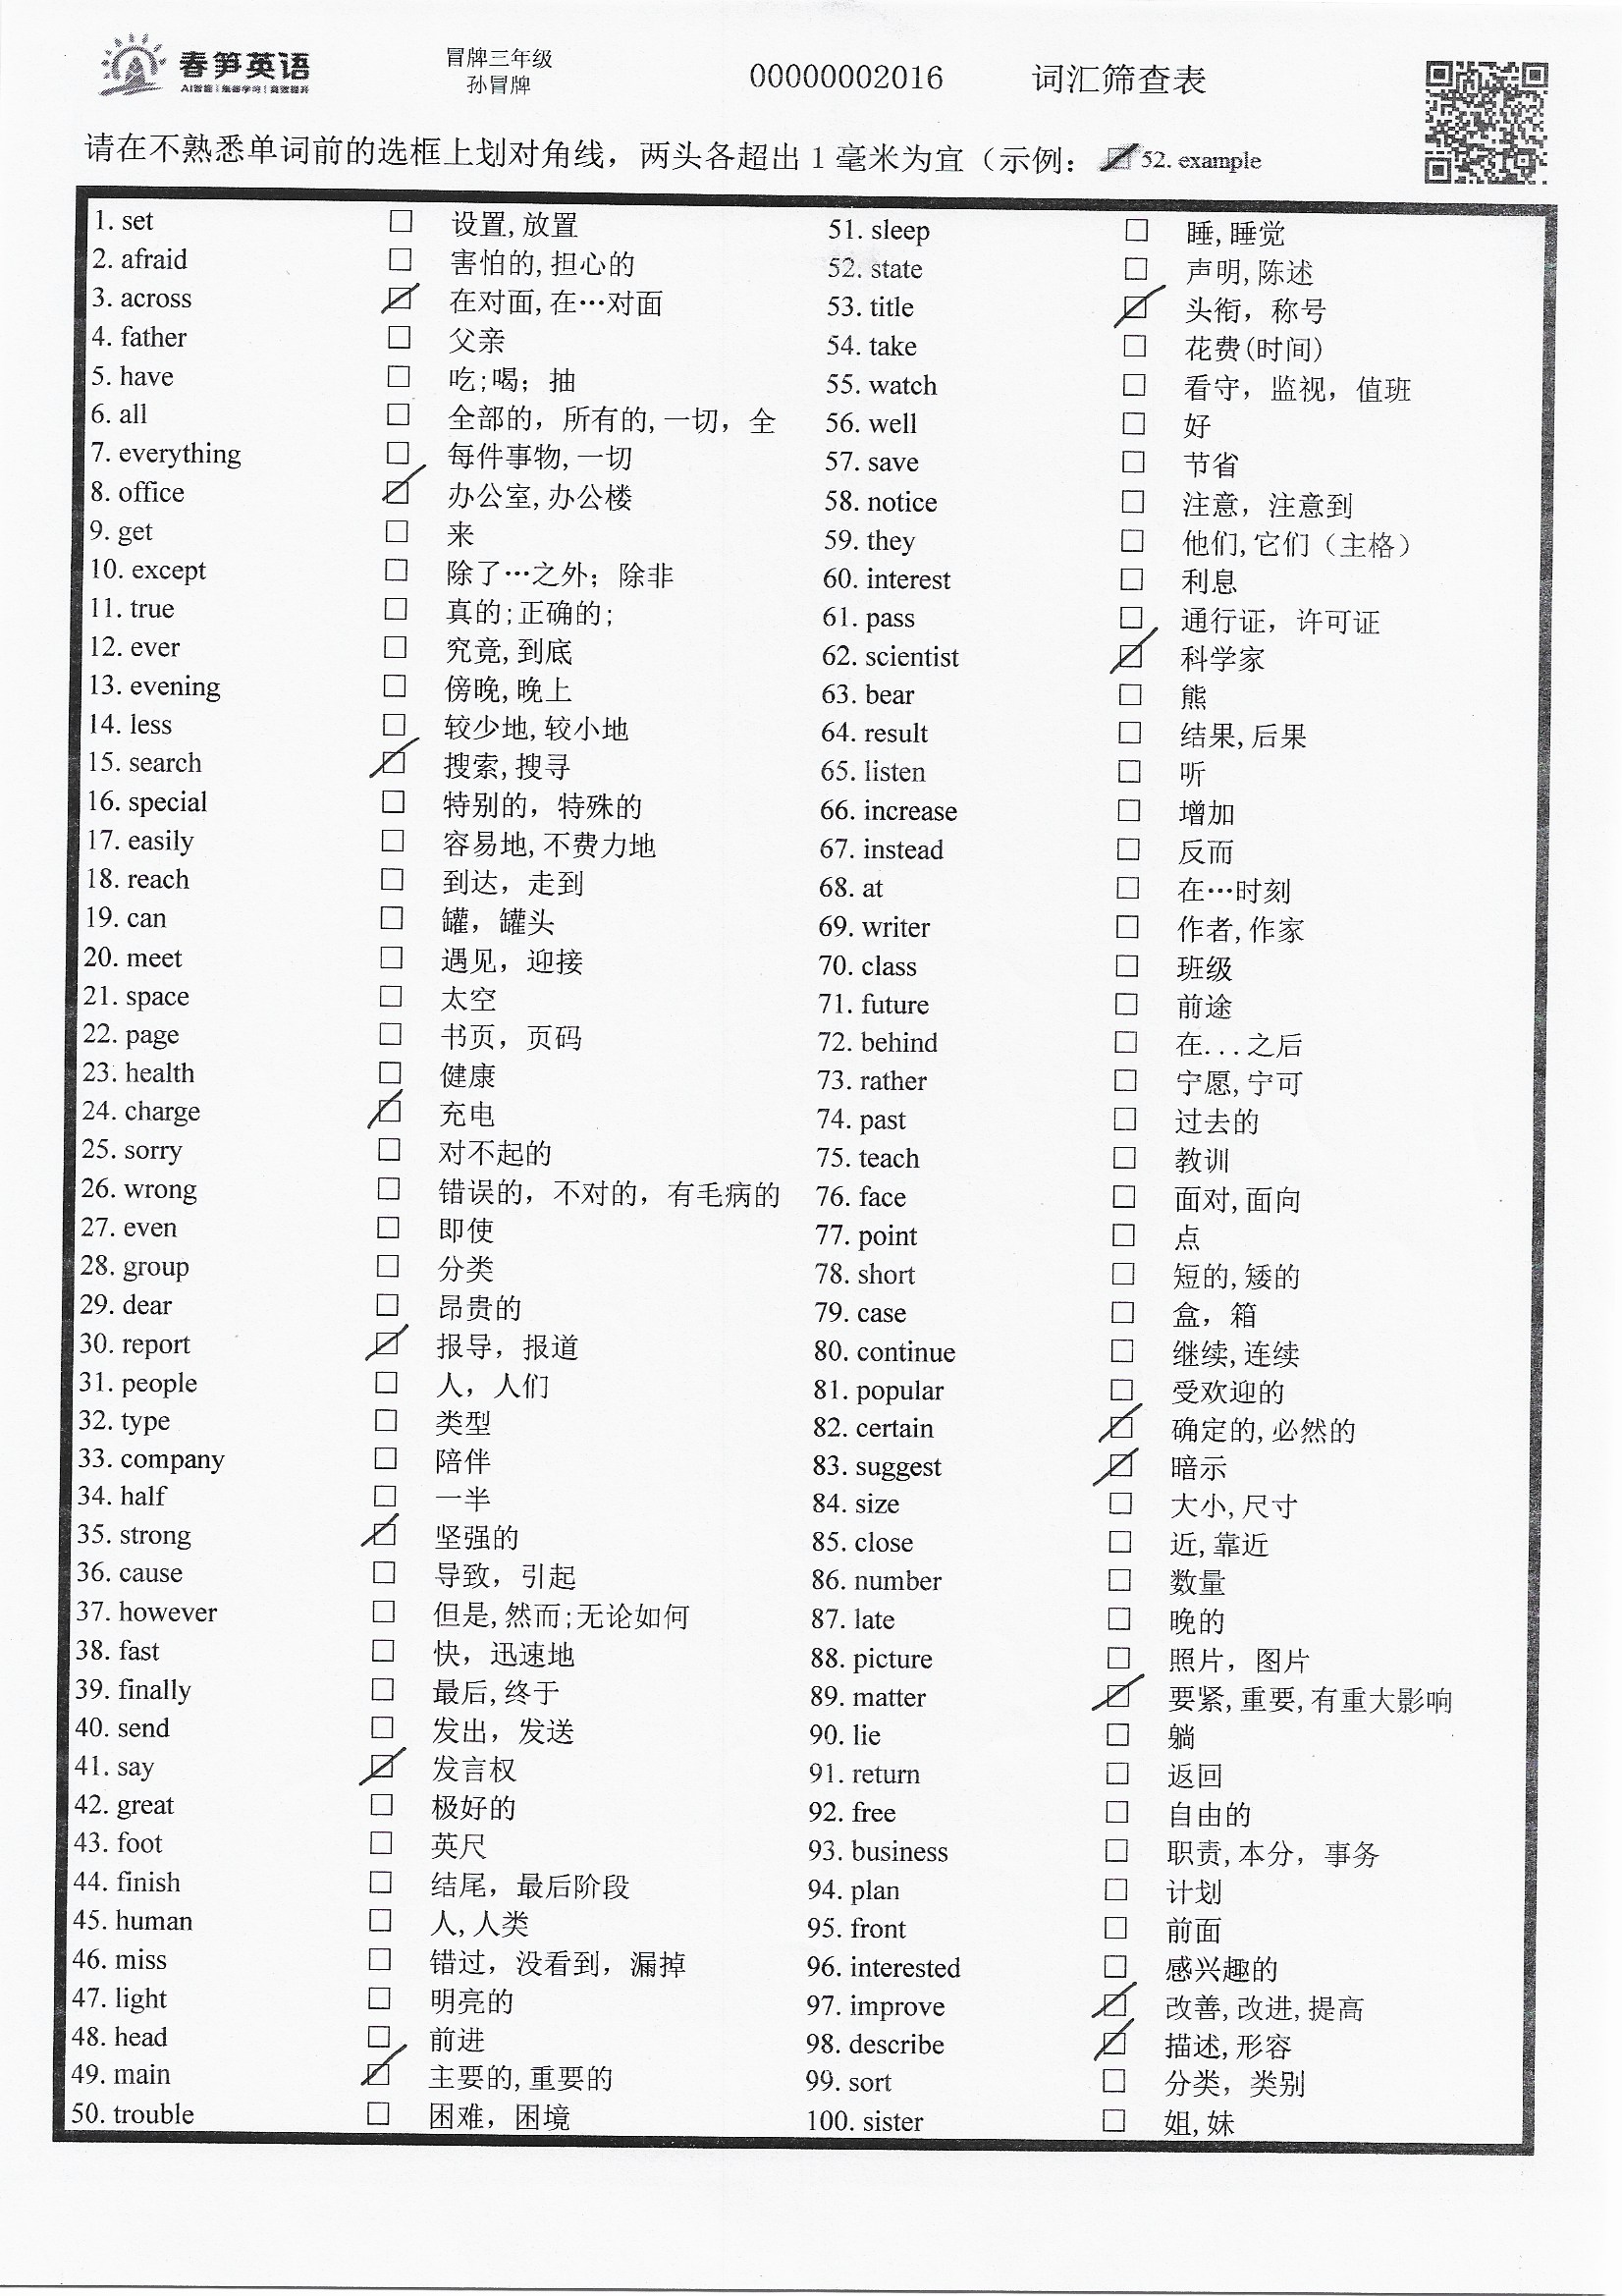 春笋英语
AI智能|集善学习|高效提升
冒牌三年级
孙冒牌
00000002016
词汇筛查表
请在不熟悉单词前的选框上划对角线，两头各超出1毫米为宜（示例： 52. example
1. set 设置,放置
2. afraid 害怕的,担心的
3. across 在对面,在…对面
4. father 父亲
5. have 吃;喝；抽
6. all 全部的，所有的,一切，全
7. everything 每件事物,一切
8. office 办公室,办公楼
9. get 来
10. except 除了…之外；除非
11. true 真的;正确的;
12. ever 究竟,到底
13. evening 傍晚,晚上
14. less 较少地,较小地
15. search 搜索,搜寻
16. special 特别的，特殊的
17. easily 容易地,不费力地
18. reach 到达，走到
19. can 罐，罐头
20. meet 遇见，迎接
21. space 太空
22. page 书页，页码
23. health 健康
24. charge 充电
25. sorry 对不起的
26. wrong 错误的，不对的，有毛病的
27. even 即使
28. group 分类
29. dear 昂贵的
30. report 报导，报道
31. people 人，人们
32. type 类型
33. company 陪伴
34. half 一半
35. strong 坚强的
36. cause 导致，引起
37. however 但是,然而;无论如何
38. fast 快，迅速地
39. finally 最后,终于
40. send 发出，发送
41. say 发言权
42. great 极好的
43. foot 英尺
44. finish 结尾，最后阶段
45. human 人,人类
46. miss 错过，没看到，漏掉
47. light 明亮的
48. head 前进
49. main 主要的,重要的
50. trouble 困难，困境
51. sleep 睡,睡觉
52. state 声明,陈述
53. title 头衔，称号
54. take 花费(时间)
55. watch 看守，监视，值班
56. well 好
57. save 节省
58. notice 注意，注意到
59. they 他们,它们（主格）
60. interest 利息
61. pass 通行证，许可证
62. scientist 科学家
63. bear 熊
64. result 结果,后果
65. listen 听
66. increase 增加
67. instead 反而
68. at 在…时刻
69. writer 作者,作家
70. class 班级
71. future 前途
72. behind 在...之后
73. rather 宁愿,宁可
74. past 过去的
75. teach 教训
76. face 面对,面向
77. point 点
78. short 短的,矮的
79. case 盒，箱
80. continue 继续,连续
81. popular 受欢迎的
82. certain 确定的,必然的
83. suggest 暗示
84. size 大小,尺寸
85. close 近,靠近
86. number 数量
87. late 晚的
88. picture 照片，图片
89. matter 要紧,重要,有重大影响
90. lie 躺
91. return 返回
92. free 自由的
93. business 职责,本分，事务
94. plan 计划
95. front 前面
96. interested 感兴趣的
97. improve 改善,改进,提高
98. describe 描述,形容
99. sort 分类，类别
100. sister 姐,妹